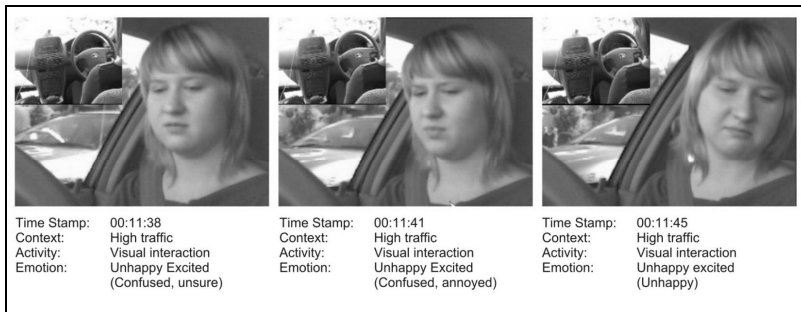 Time Stamp: 00:11:38
Context: High traffic
Activity: Visual interaction
Emotion: Unhappy Excited
(Confused, unsure)
Time Stamp: 00:11:41
Context: High traffic
Activity: Visual interaction
Emotion: Unhappy Excited
(Confused, annoyed)
Time Stamp: 00:11:45
Context: High traffic
Activity: Visual interaction
Emotion: Unhappy excited
(Unhappy)